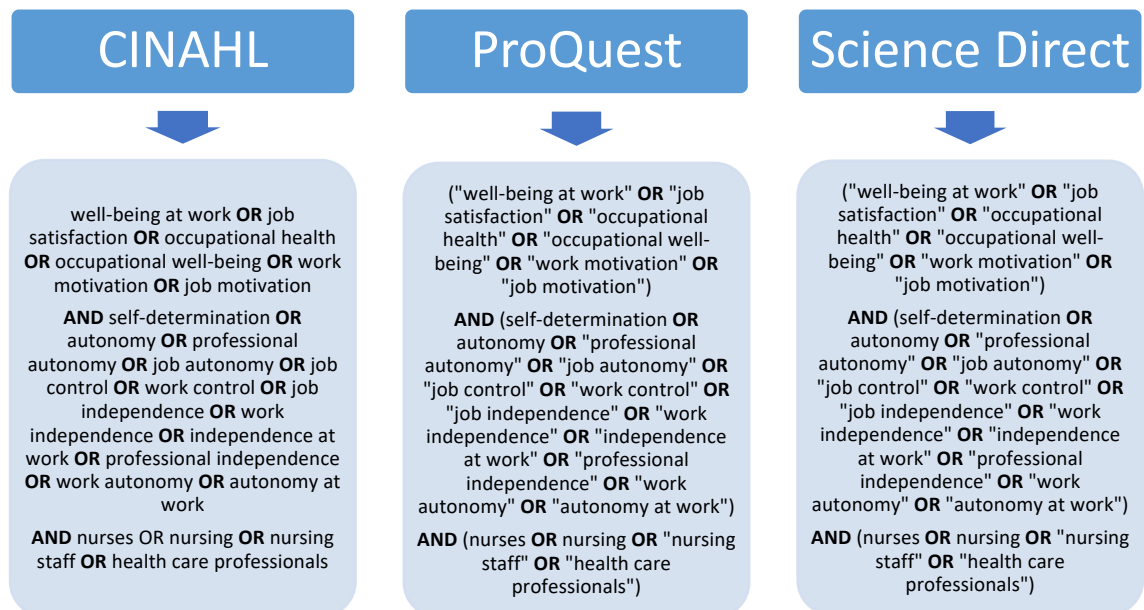 CINAHL
well-being at work OR job
satisfaction OR occupational health
OR occupational well-being OR work
motivation OR job motivation
AND self-determination OR
autonomy OR professional
autonomy OR job autonomy OR job
control OR work control OR job
independence OR work
independence OR independence at
work OR professional independence
OR work autonomy OR autonomy at
work
AND nurses OR nursing OR nursing
staff OR health care professionals
ProQuest
("well-being at work" OR "job
satisfaction" OR "occupational
health" OR "occupational well-
being" OR "work motivation" OR
"job motivation")
AND (self-determination OR
autonomy OR "professional
autonomy" OR "job autonomy" OR
"job control" OR "work control" OR
"job independence" OR "work
independence" OR "independence
at work" OR "professional
independence" OR "work
autonomy" OR "autonomy at work")
AND (nurses OR nursing OR "nursing
staff" OR "health care
professionals")
Science Direct
("well-being at work" OR "job
satisfaction" OR "occupational
health" OR "occupational well-
being" OR "work motivation" OR
"job motivation")
AND (self-determination OR
autonomy OR "professional
autonomy" OR "job autonomy" OR
"job control" OR "work control" OR
"job independence" OR "work
independence" OR "independence
at work" OR "professional
independence" OR "work
autonomy" OR "autonomy at work")
AND (nurses OR nursing OR "nursing
staff" OR "health care
professionals")